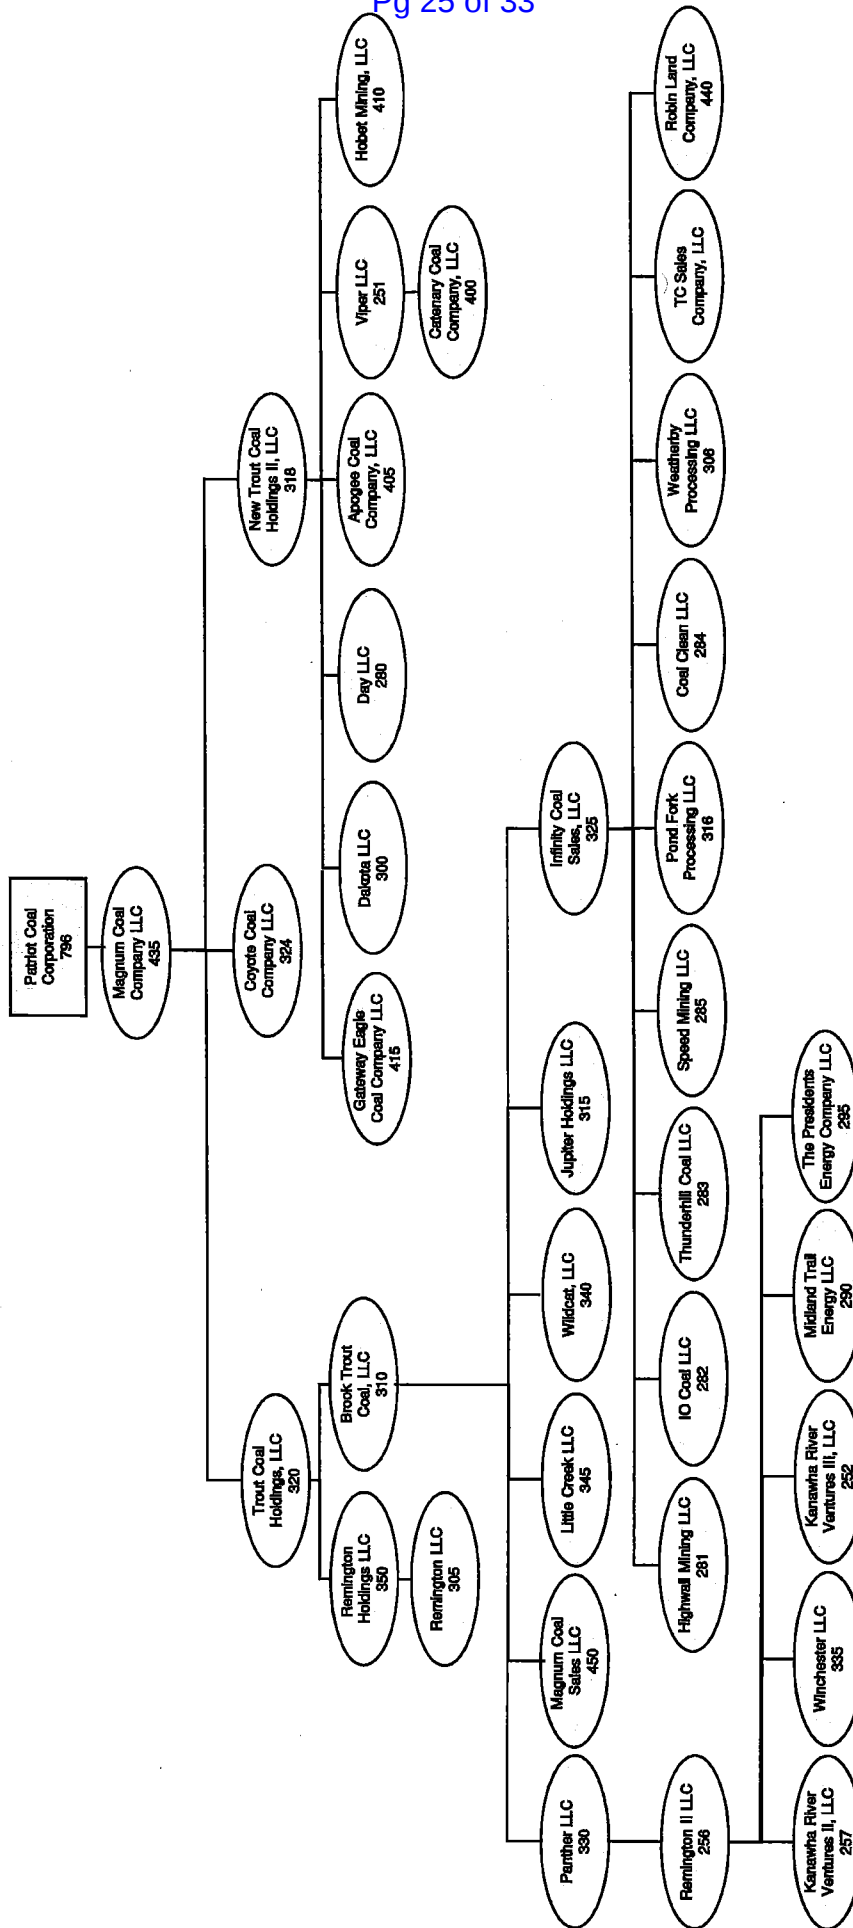 Pg 25 of 33
Patriot Coal
Corporation
796
Magnum Coal
Company LLC
435
Trout Coal
Holdings, LLC
320
Coyote Coal
Company LLC
324
New Trout Coal
Holdings II, LLC
318
Remington
Holdings LLC
350
Brook Trout
Coal, LLC
310
Gateway Eagle
Coal Company LLC
415
Dakota LLC
300
Day LLC
280
Apogee Coal
Company, LLC
405
Viper LLC
251
Hobet Mining, LLC
410
Remington LLC
305
Catenary Coal
Company, LLC
400
Panther LLC
330
Magnum Coal
Sales LLC
450
Little Creek LLC
345
Wildcat, LLC
340
Jupiter Holdings LLC
315
Infinity Coal
Sales, LLC
325
Remington II LLC
256
Highwall Mining LLC
281
IO Coal LLC
282
Thunderhill Coal LLC
283
Speed Mining LLC
285
Pond Fork
Processing LLC
316
Coal Clean LLC
284
Weatherby
Processing LLC
306
TC Sales
Company, LLC
Robin Land
Company, LLC
440
Kanawha River
Ventures II, LLC
257
Winchester LLC
335
Kanawha River
Ventures III, LLC
252
Midland Trail
Energy LLC
290
The Presidents
Energy Company LLC
295